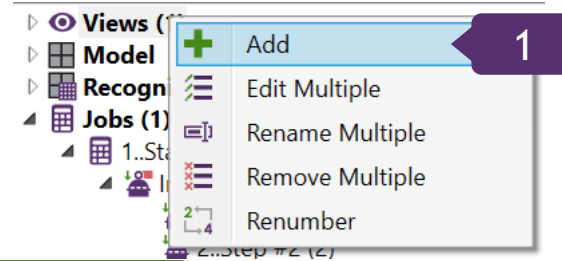 Views (1)
Add
1
Model
Edit Multiple
Recogni
Jobs (1)
Rename Multiple
1..Sta
Remove Multiple
Renumber
2..Step #2 (2)